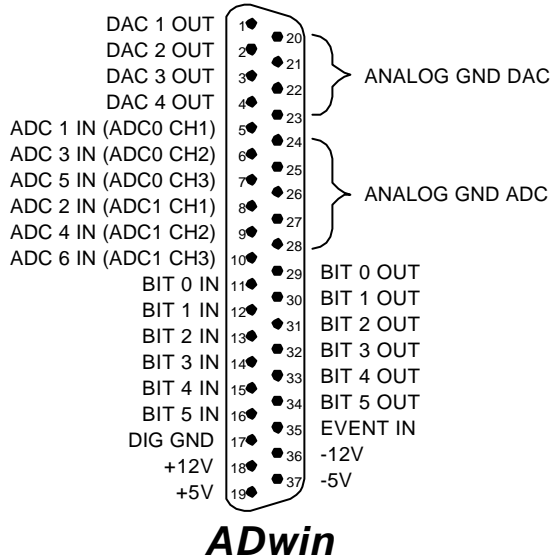 DAC 1 OUT 1
DAC 2 OUT 2
DAC 3 OUT 3
DAC 4 OUT 4
ADC 1 IN (ADC0 CH1) 5
ADC 3 IN (ADC0 CH2) 6
ADC 5 IN (ADC0 CH3) 7
ADC 2 IN (ADC1 CH1) 8
ADC 4 IN (ADC1 CH2) 9
ADC 6 IN (ADC1 CH3) 10
BIT 0 IN 11
BIT 1 IN 12
BIT 2 IN 13
BIT 3 IN 14
BIT 4 IN 15
BIT 5 IN 16
DIG GND 17
+12V 18
+5V 19
20
21
22
23
ANALOG GND DAC
24
25
26
27
28
ANALOG GND ADC
29 BIT 0 OUT
30 BIT 1 OUT
31 BIT 2 OUT
32 BIT 3 OUT
33 BIT 4 OUT
34 BIT 5 OUT
35 EVENT IN
36 -12V
37 -5V
ADwin